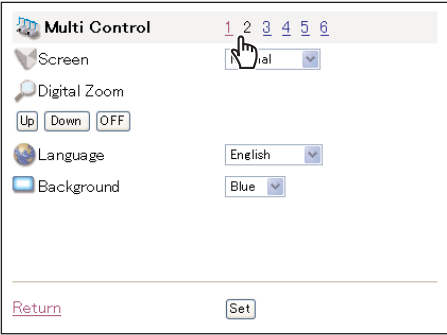 Multi Control 1 2 3 4 5 6
Screen
Digital Zoom
Up Down OFF
Language English
Background Blue
Return Set